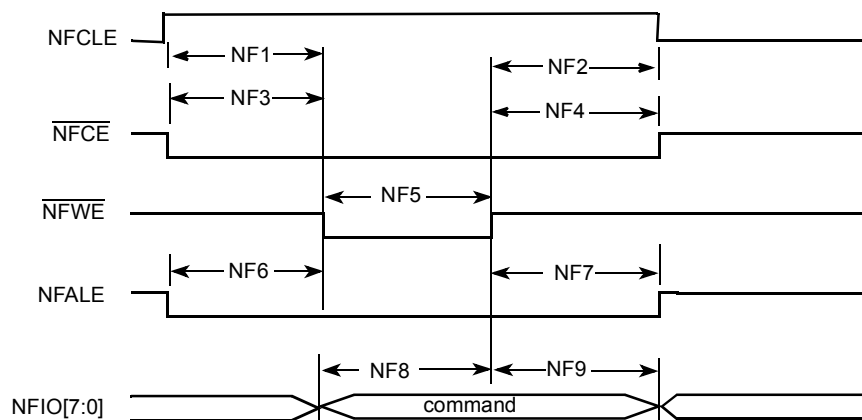 NFCLE
NF1
NF2
NF3
NF4
NFCE
NF5
NFWE
NF6
NF7
NFALE
NF8
NF9
NFIO[7:0]
command